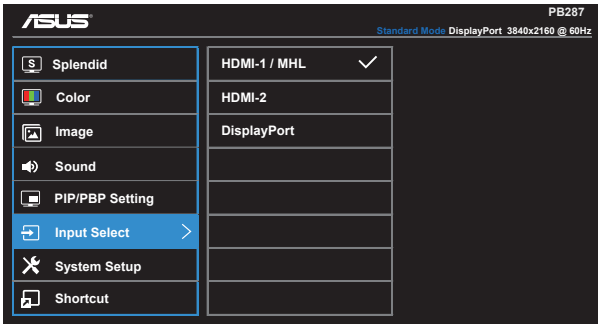 ASUS
PB287
Standard Mode DisplayPort 3840x2160 @ 60Hz
S Splendid
Color
Image
Sound
PIP/PBP Setting
Input Select
System Setup
Shortcut
HDMI-1 / MHL
HDMI-2
DisplayPort